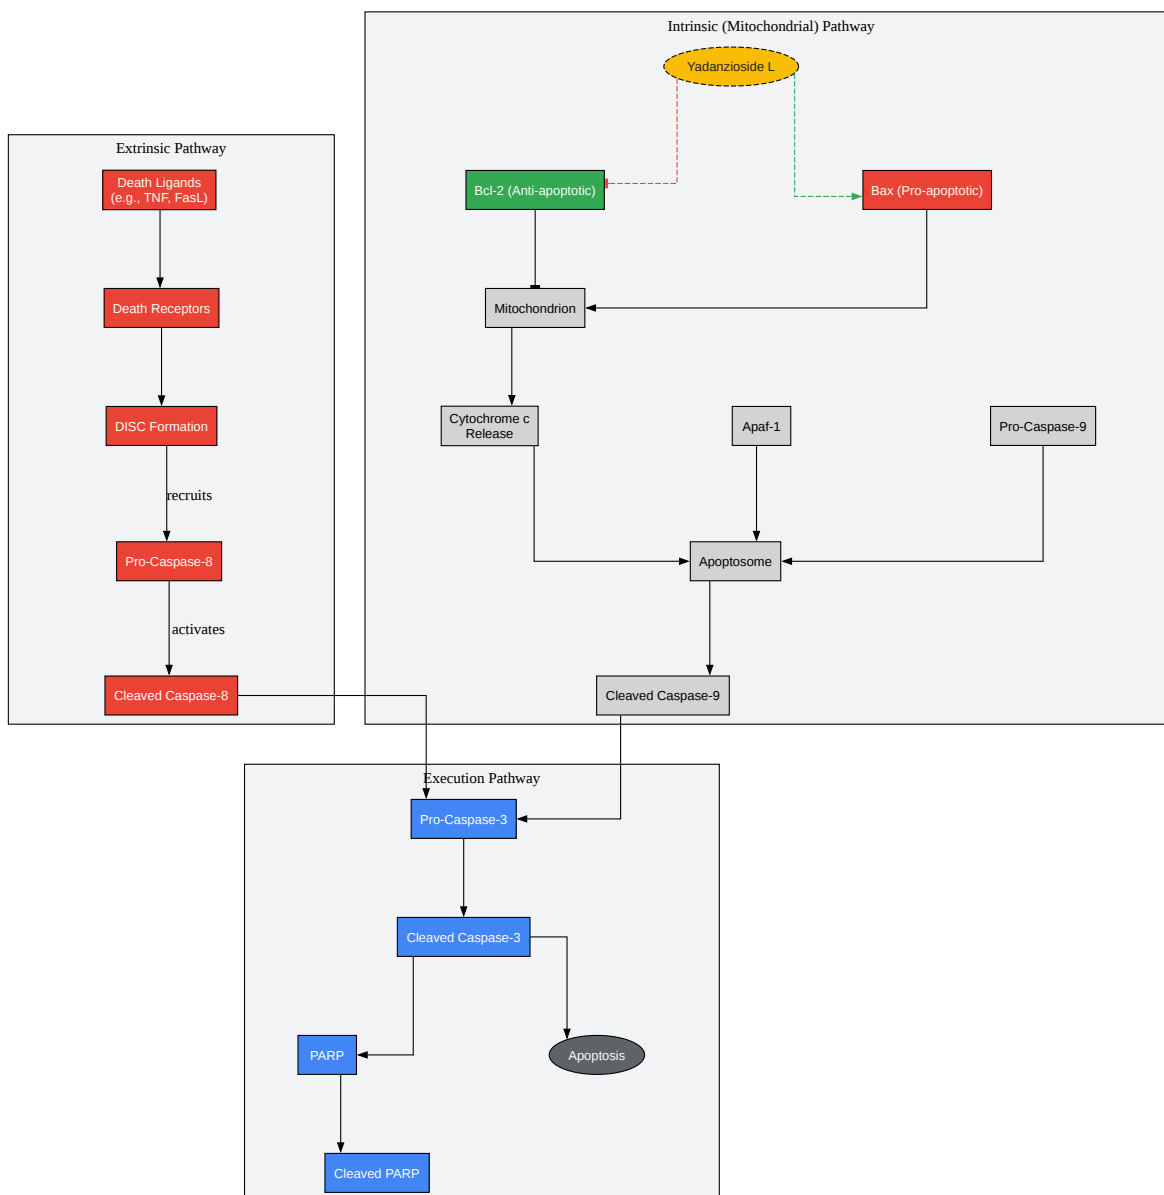 Intrinsic (Mitochondrial) Pathway
Yadanzioside L
Extrinsic Pathway
Death Ligands
(e.g., TNF, FasL)
Bcl-2 (Anti-apoptotic)
Bax (Pro-apoptotic)
Death Receptors
Mitochondrion
DISC Formation
Cytochrome c
Release
Apaf-1
Pro-Caspase-9
recruits
Pro-Caspase-8
Apoptosome
activates
Cleaved Caspase-8
Cleaved Caspase-9
Execution Pathway
Pro-Caspase-3
Cleaved Caspase-3
PARP
Apoptosis
Cleaved PARP